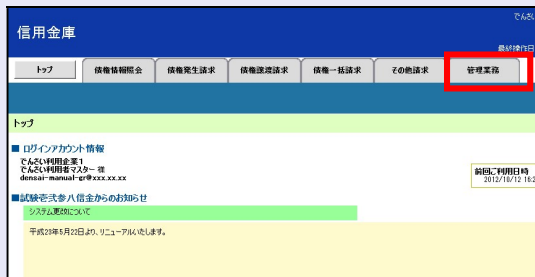 でんさい
信用金庫
最終操作日
トップ 債権情報照会 債権発生請求 債権譲渡請求 債権一括請求 その他請求 管理業務
トップ
■ ログインアカウント情報
でんさい利用企業1
でんさい利用者マスター 様
densai-manual-gr@xxx.xx.xx
前回ご利用日時
2012/10/12 16:2
■試験壱弐参八信金からのお知らせ
システム更改について
平成28年5月22日より、リニューアルいたします。